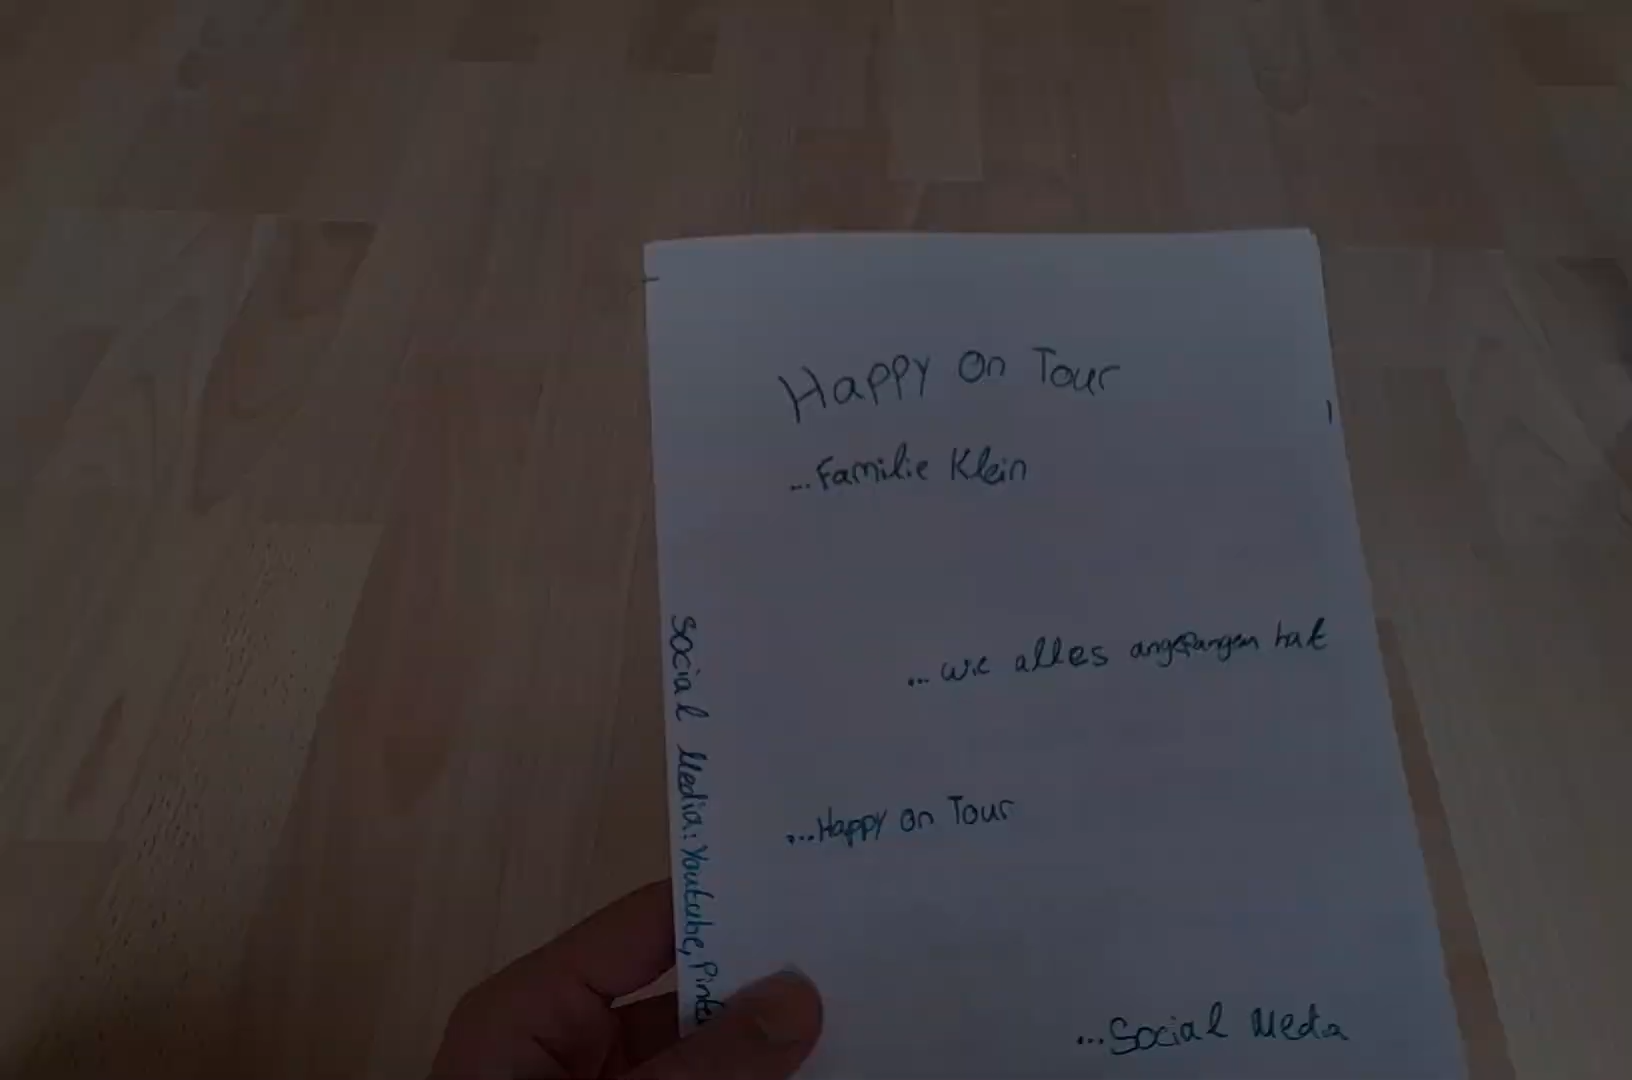 Happy On Tour
...Familie Klein
...wie alles angefangen hat
...Happy on Tour
...Social Media
Social Media: Youtube,